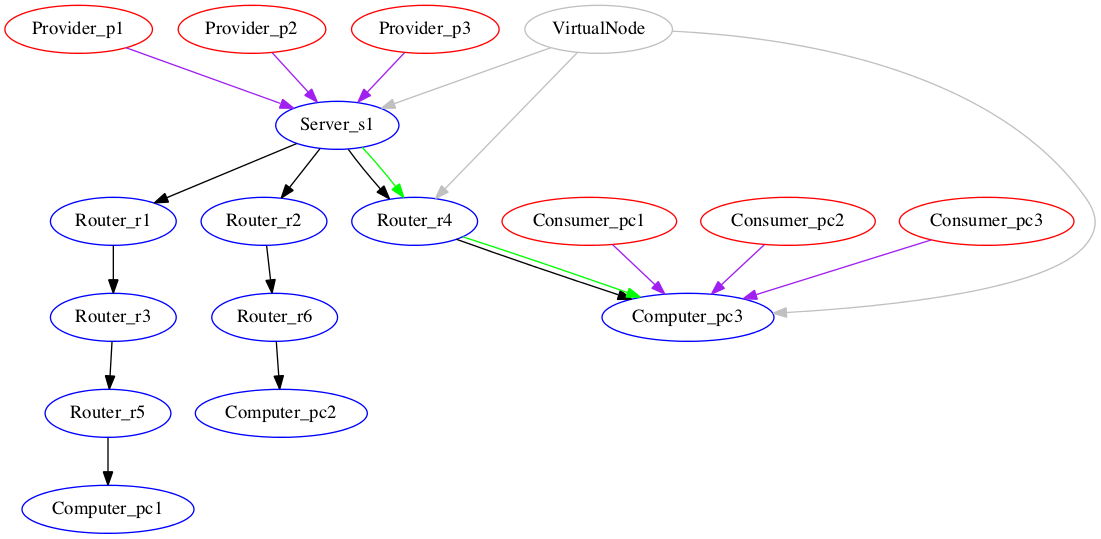 Provider_p1
Provider_p2
Provider_p3
VirtualNode
Server_s1
Router_r1
Router_r2
Router_r4
Consumer_pc1
Consumer_pc2
Consumer_pc3
Router_r3
Router_r6
Computer_pc3
Router_r5
Computer_pc2
Computer_pc1